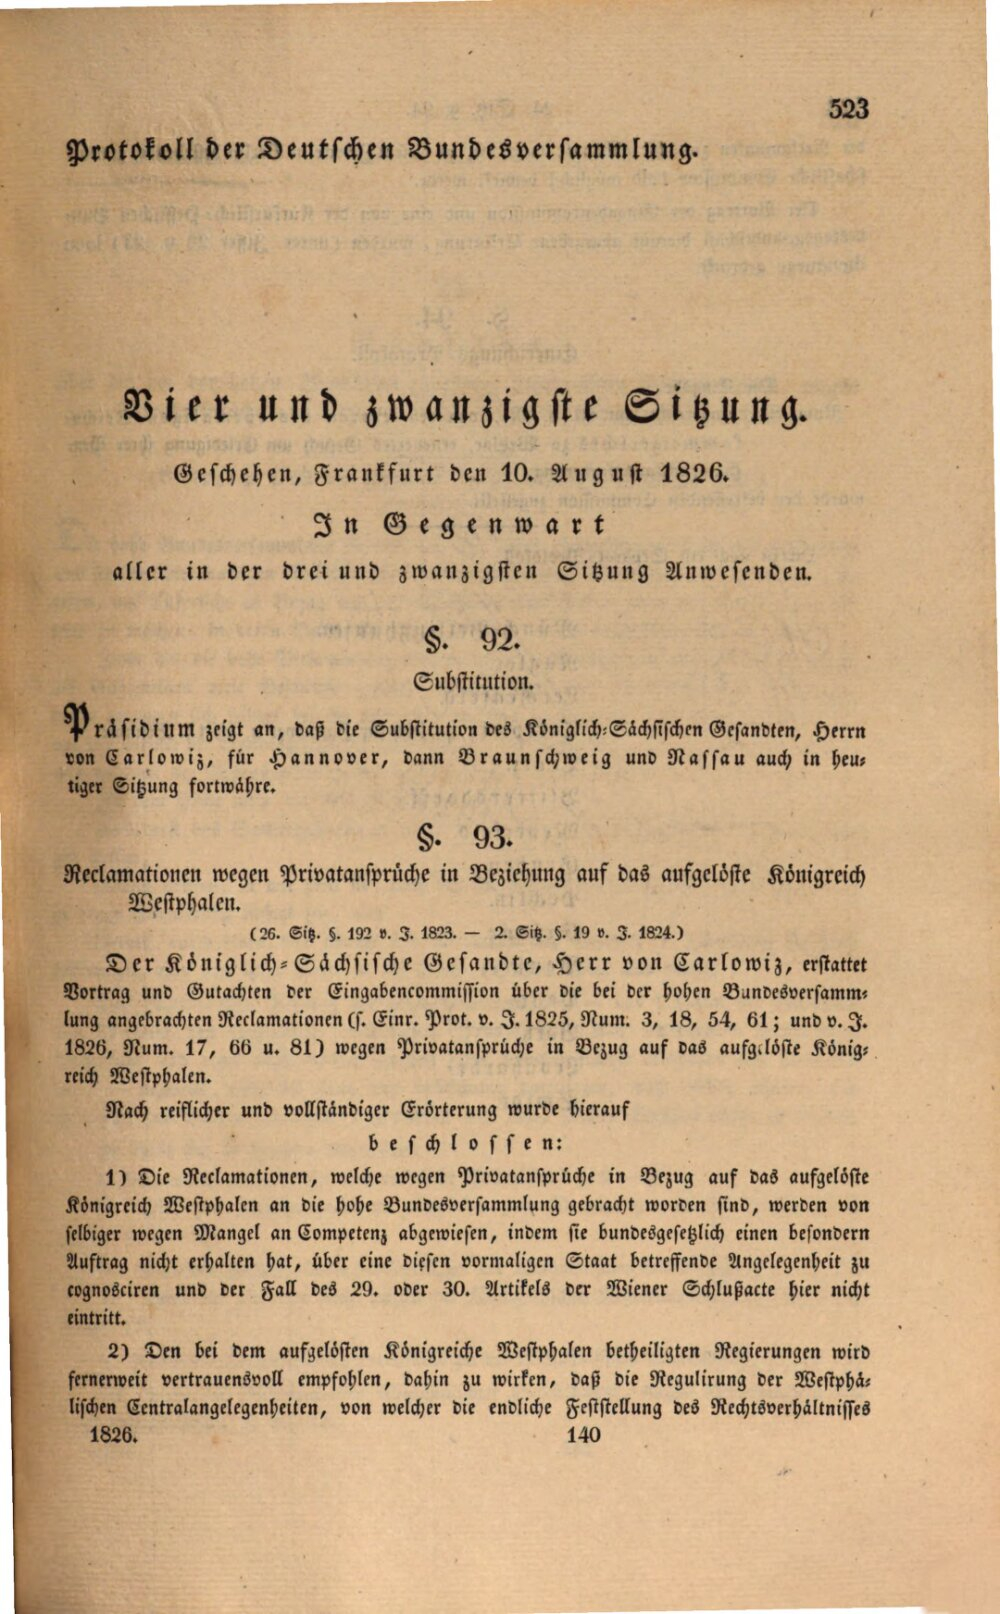 523
Protokoll der Deutschen Bundesversammlung.
Vier und zwanzigste Sitzung.
Geschehen, Frankfurt den 10. August 1826.
In Gegenwart
aller in der drei und zwanzigsten Sitzung Anwesenden.
§. 92.
Substitution.
Präsidium zeigt an, daß die Substitution des Königlich-Sächsischen Gesandten, Herrn
von Carlowiz, für Hannover, dann Braunschweig und Nassau auch in heu-
tiger Sitzung fortwähre.
§. 93.
Reclamationen wegen Privatansprüche in Beziehung auf das aufgelöste Königreich
Westphalen.
(26. Sitz. §. 192 v. J. 1823. — 2. Sitz. §. 19 v. J. 1824.)
Der Königlich-Sächsische Gesandte, Herr von Carlowiz, erstattet
Vortrag und Gutachten der Eingabencommission über die bei der hohen Bundesversamm-
lung angebrachten Reclamationen (s. Einr. Prot. v. J. 1825, Num. 3, 18, 54, 61; und v. J.
1826, Num. 17, 66 u. 81) wegen Privatansprüche in Bezug auf das aufgelöste König-
reich Westphalen.
Nach reiflicher und vollständiger Erörterung wurde hierauf
beschlossen:
1) Die Reclamationen, welche wegen Privatansprüche in Bezug auf das aufgelöste
Königreich Westphalen an die hohe Bundesversammlung gebracht worden sind, werden von
selbiger wegen Mangel an Competenz abgewiesen, indem sie bundesgesetzlich einen besondern
Auftrag nicht erhalten hat, über eine diesen vormaligen Staat betreffende Angelegenheit zu
cognosciren und der Fall des 29. oder 30. Artikels der Wiener Schlußacte hier nicht
eintritt.
2) Den bei dem aufgelösten Königreiche Westphalen betheiligten Regierungen wird
fernerweit vertrauensvoll empfohlen, dahin zu wirken, daß die Regulirung der Westphä-
lischen Centralangelegenheiten, von welcher die endliche Feststellung des Rechtsverhältnisses
1826. 140